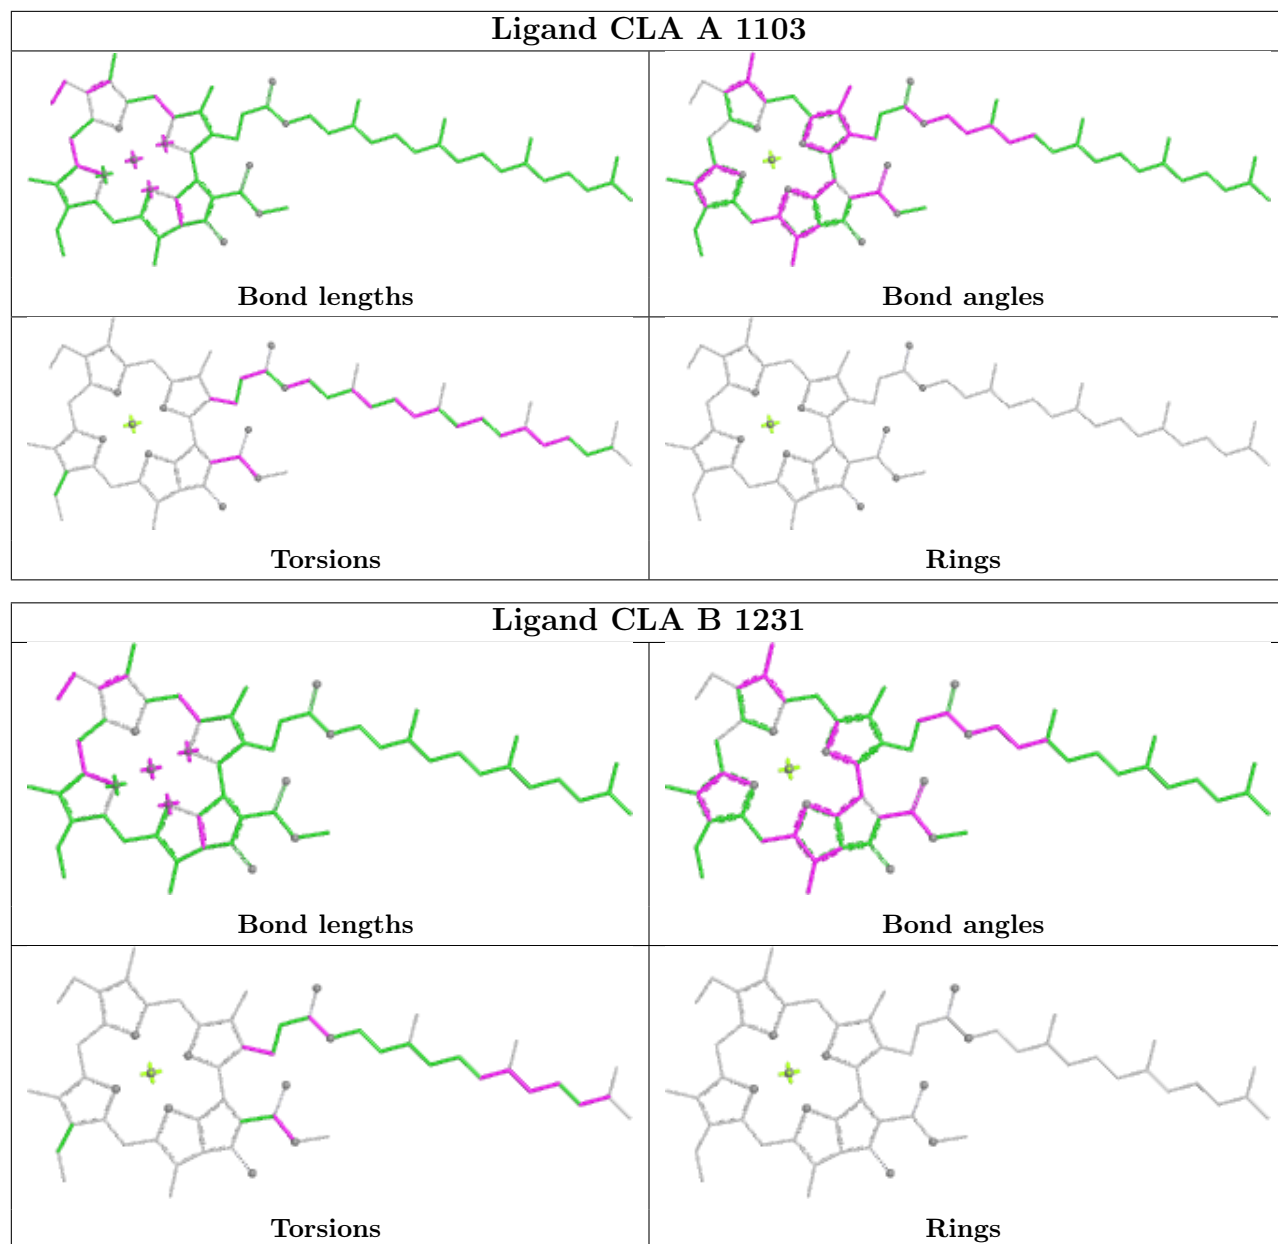 Ligand CLA A 1103
Bond lengths
Bond angles
Torsions
Rings
Ligand CLA B 1231
Bond lengths
Bond angles
Torsions
Rings